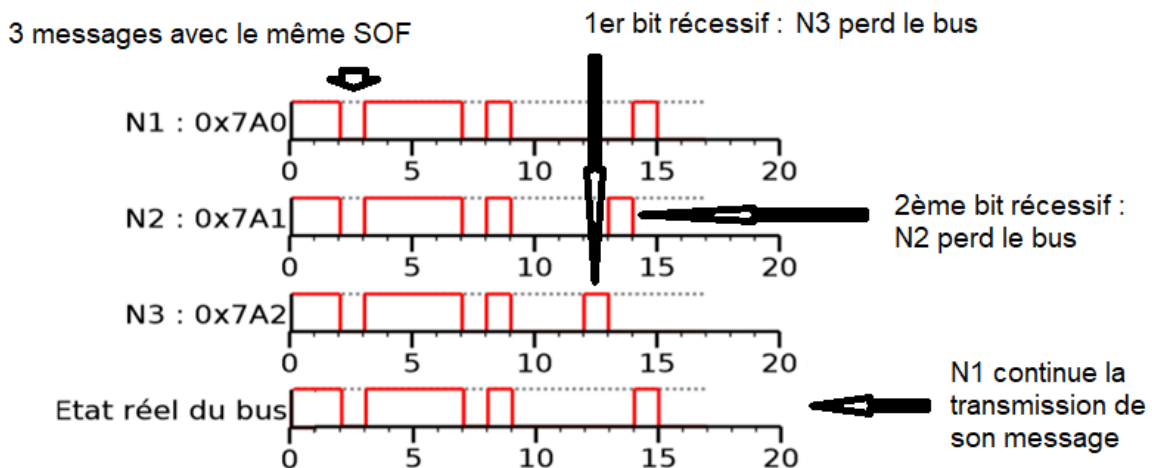 3 messages avec le même SOF
1er bit récessif : N3 perd le bus
N1 : 0x7A0
0 5 10 15 20
N2 : 0x7A1
0 5 10 15 20
2ème bit récessif :
N2 perd le bus
N3 : 0x7A2
0 5 10 15 20
Etat réel du bus
0 5 10 15 20
N1 continue la
transmission de
son message